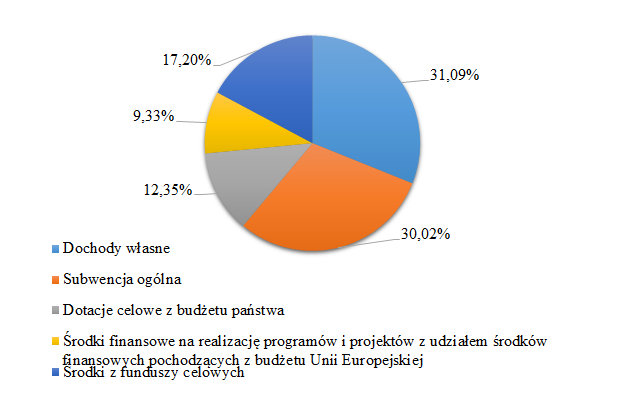 17,20%
31,09%
9,33%
12,35%
30,02%
Dochody własne
Subwencja ogólna
Dotacje celowe z budżetu państwa
Środki finansowe na realizację programów i projektów z udziałem środków
finansowych pochodzących z budżetu Unii Europejskiej
Środki z funduszy celowych